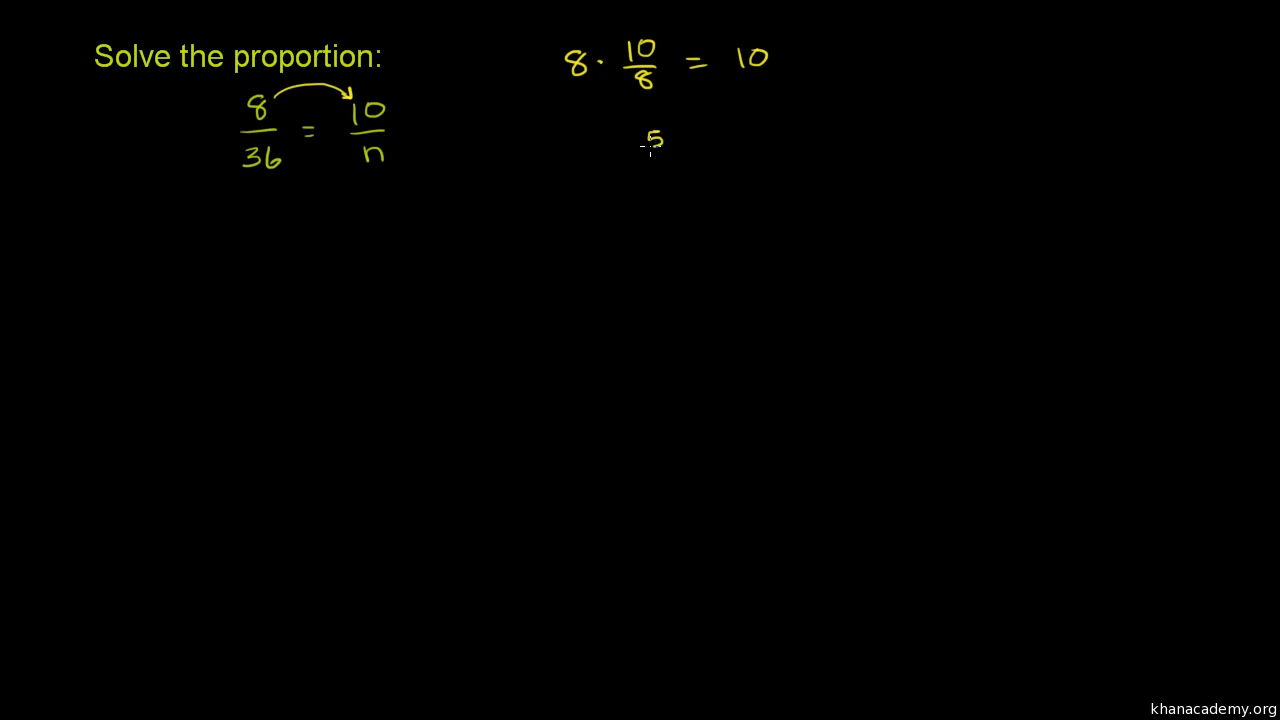 Solve the proportion:
8/36 = 10/n
8 · 10/8 = 10
5
khanacademy.org